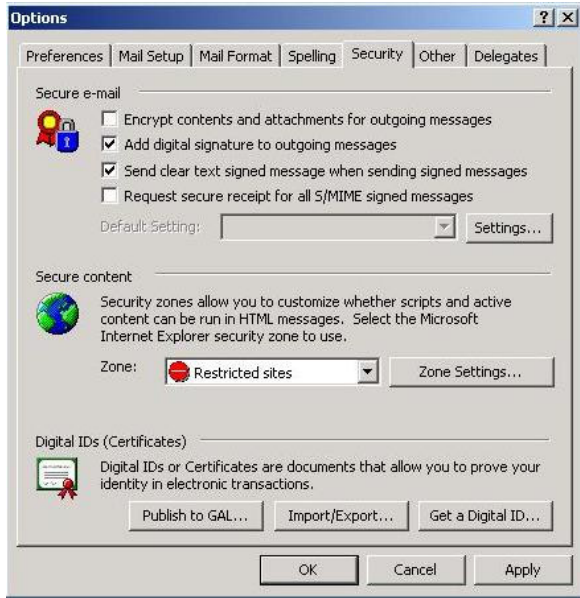 Options
Preferences Mail Setup Mail Format Spelling Security Other Delegates
Secure e-mail
Encrypt contents and attachments for outgoing messages
Add digital signature to outgoing messages
Send clear text signed message when sending signed messages
Request secure receipt for all S/MIME signed messages
Default Setting: Settings...
Secure content
Security zones allow you to customize whether scripts and active
content can be run in HTML messages. Select the Microsoft
Internet Explorer security zone to use.
Zone: Restricted sites Zone Settings...
Digital IDs (Certificates)
Digital IDs or Certificates are documents that allow you to prove your
identity in electronic transactions.
Publish to GAL... Import/Export... Get a Digital ID...
OK Cancel Apply